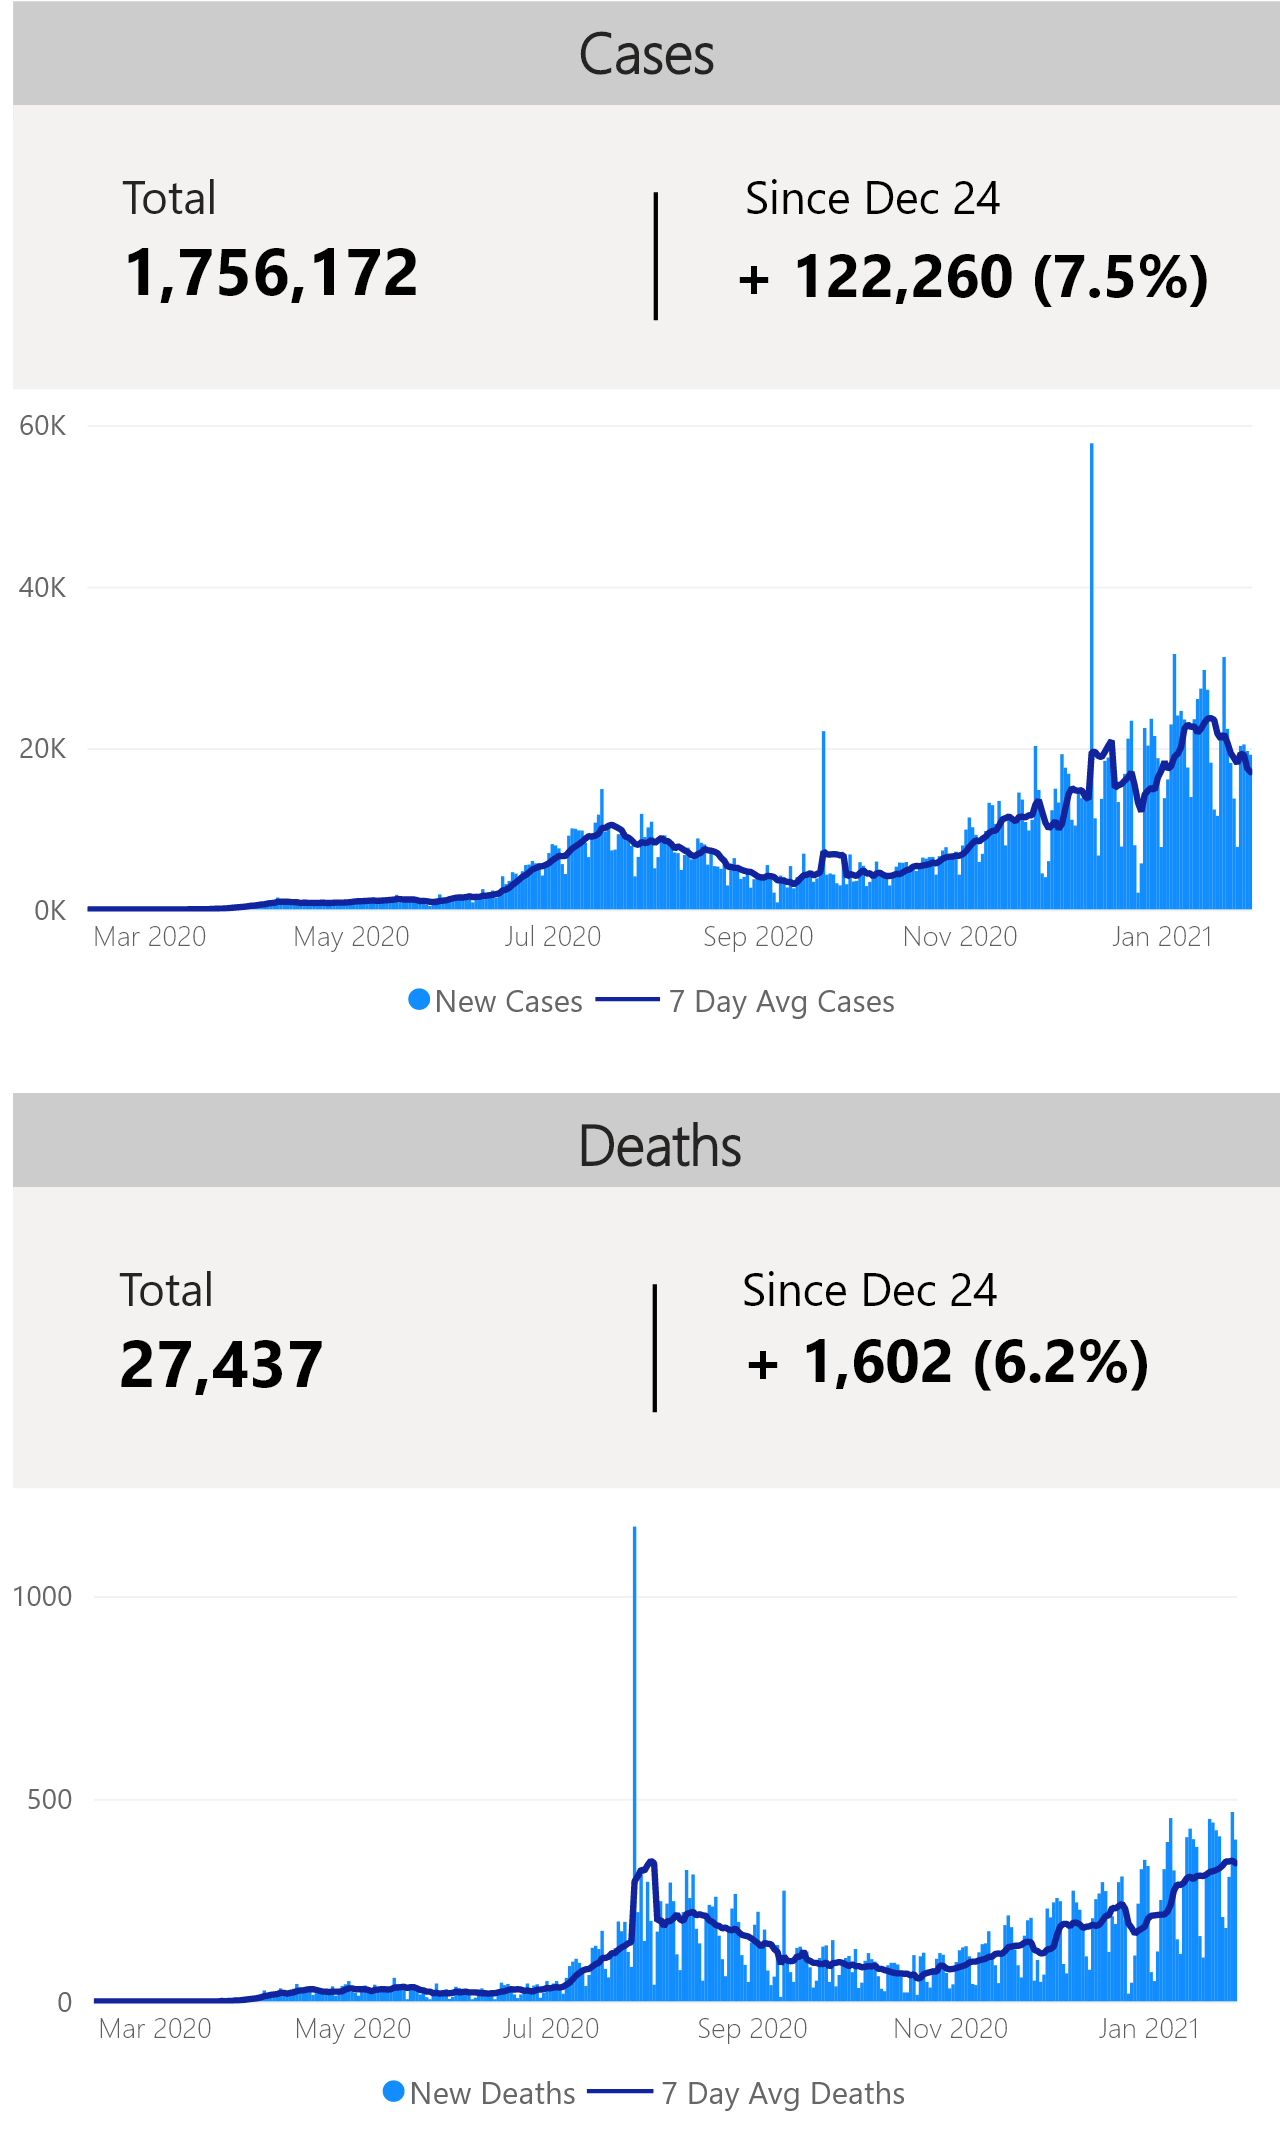 Cases
Total
Since Dec 24
1,756,172
+ 122,260 (7.5%)
60K
40K
20K
0K
Mar 2020 May 2020 Jul 2020 Sep 2020 Nov 2020 Jan 2021
New Cases 7 Day Avg Cases
Deaths
Total
Since Dec 24
27,437
+ 1,602 (6.2%)
1000
500
0
Mar 2020 May 2020 Jul 2020 Sep 2020 Nov 2020 Jan 2021
New Deaths 7 Day Avg Deaths